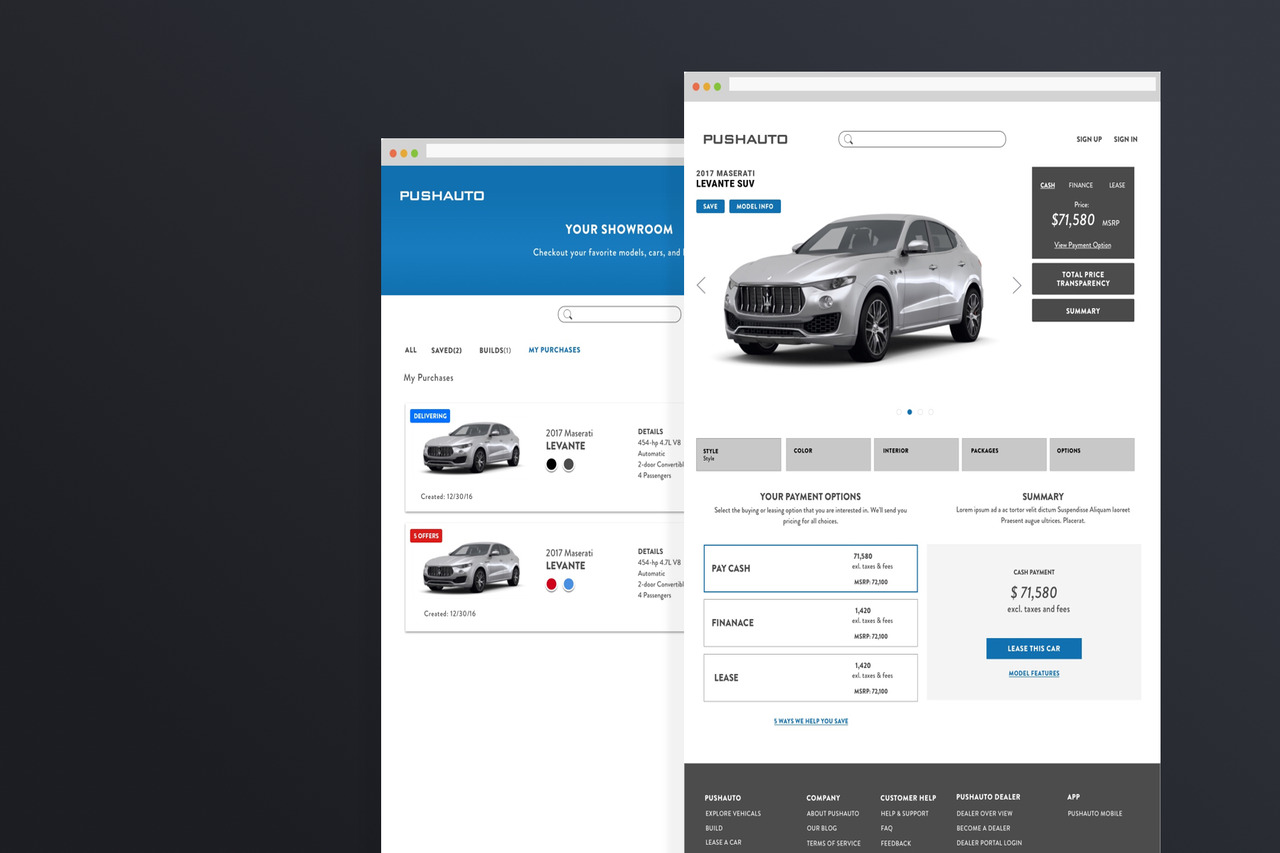 PUSHAUTO
YOUR SHOWROOM
Checkout your favorite models, cars, and
ALL SAVED(2) BUILDS(1) MY PURCHASES
My Purchases
DELIVERING
2017 Maserati
LEVANTE
DETAILS
454-hp 4.7L V8
Automatic
2-door Convertibl
4 Passengers
Created: 12/30/16
5 OFFERS
2017 Maserati
LEVANTE
DETAILS
454-hp 4.7L V8
Automatic
2-door Convertibl
4 Passengers
Created: 12/30/16
PUSHAUTO
SIGN UP SIGN IN
2017 MASERATI
LEVANTE SUV
SAVE MODEL INFO
CASH FINANCE LEASE
Price:
$71,580 MSRP
View Payment Option
TOTAL PRICE
TRANSPARENCY
SUMMARY
STYLE
Style
COLOR
INTERIOR
PACKAGES
OPTIONS
YOUR PAYMENT OPTIONS
Select the buying or leasing option that you are interested in. We'll send you
pricing for all choices.
PAY CASH
71,580
exl. taxes & fees
MSRP: 72,100
FINANACE
1,420
exl. taxes & fees
MSRP: 72,100
LEASE
1,420
exl. taxes & fees
MSRP: 72,100
5 WAYS WE HELP YOU SAVE
SUMMARY
Lorem ipsum ad a ac tortor velit dictum Suspendisse Aliquam laoreet
Praesent augue ultrices. Placerat.
CASH PAYMENT
$ 71,580
excl. taxes and fees
LEASE THIS CAR
MODEL FEATURES
PUSHAUTO
EXPLORE VEHICALS
BUILD
LEASE A CAR
COMPANY
ABOUT PUSHAUTO
OUR BLOG
TERMS OF SERVICE
CUSTOMER HELP
HELP & SUPPORT
FAQ
FEEDBACK
PUSHAUTO DEALER
DEALER OVER VIEW
BECOME A DEALER
DEALER PORTAL LOGIN
APP
PUSHAUTO MOBILE